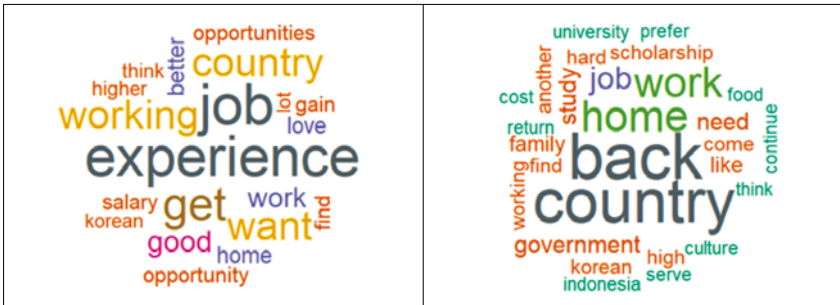 opportunities
better
country
think
higher
job
lot
gain
working
love
experience
salary
get
work
find
korean
want
good
home
opportunity
university prefer
another
hard scholarship
study
job work
food
cost
home
return
need
continue
family
back
come
find
like
working
country
think
government
culture
korean
high
serve
indonesia